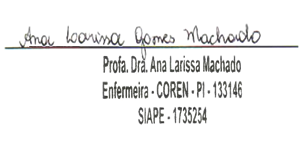 Ana Larissa Gomes Machado
Profa. Dra. Ana Larissa Machado
Enfermeira - COREN - PI - 133146
SIAPE - 1735254